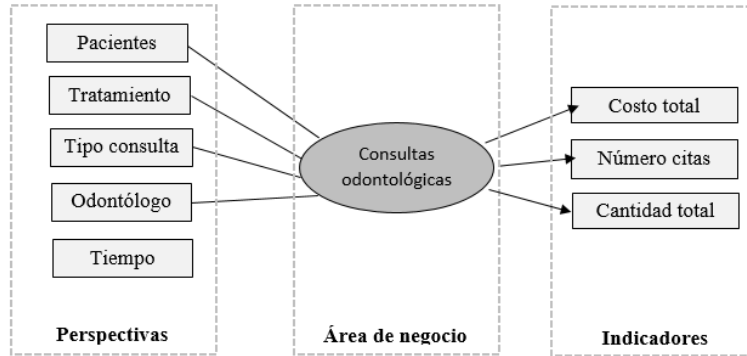 Pacientes
Tratamiento
Tipo consulta
Odontólogo
Tiempo
Perspectivas
Consultas
odontológicas
Área de negocio
Costo total
Número citas
Cantidad total
Indicadores